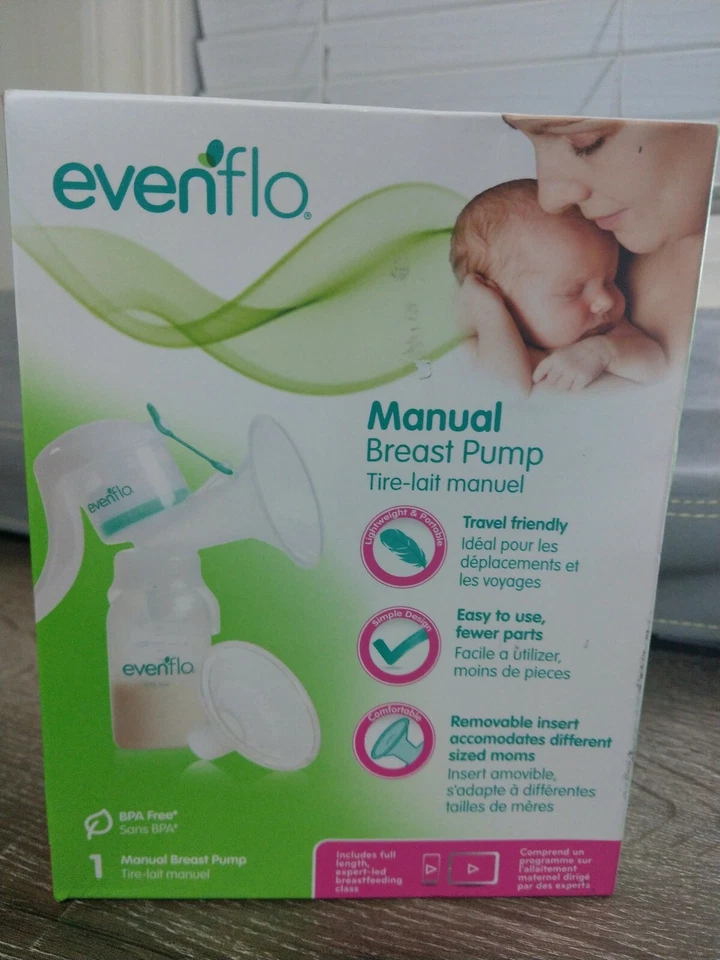 evenflo®
Manual
Breast Pump
Tire-lait manuel
evenflo
evenflo
Lightweight & Portable
Travel friendly
Idéal pour les
déplacements et
les voyages
Simple Design
Easy to use,
fewer parts
Facile a ùtilizer,
moins de pieces
Comfortable
Removable insert
accomodates different
sized moms
Insert amovible,
s'adapte à différentes
tailles de mères
BPA Free*
Sans BPA*
1 Manual Breast Pump
Tire-lait manuel
Includes full
length,
expert-led
breastfeeding
class
Comprend un
programme sur
l'allaitement
maternel dirigé
par des experts